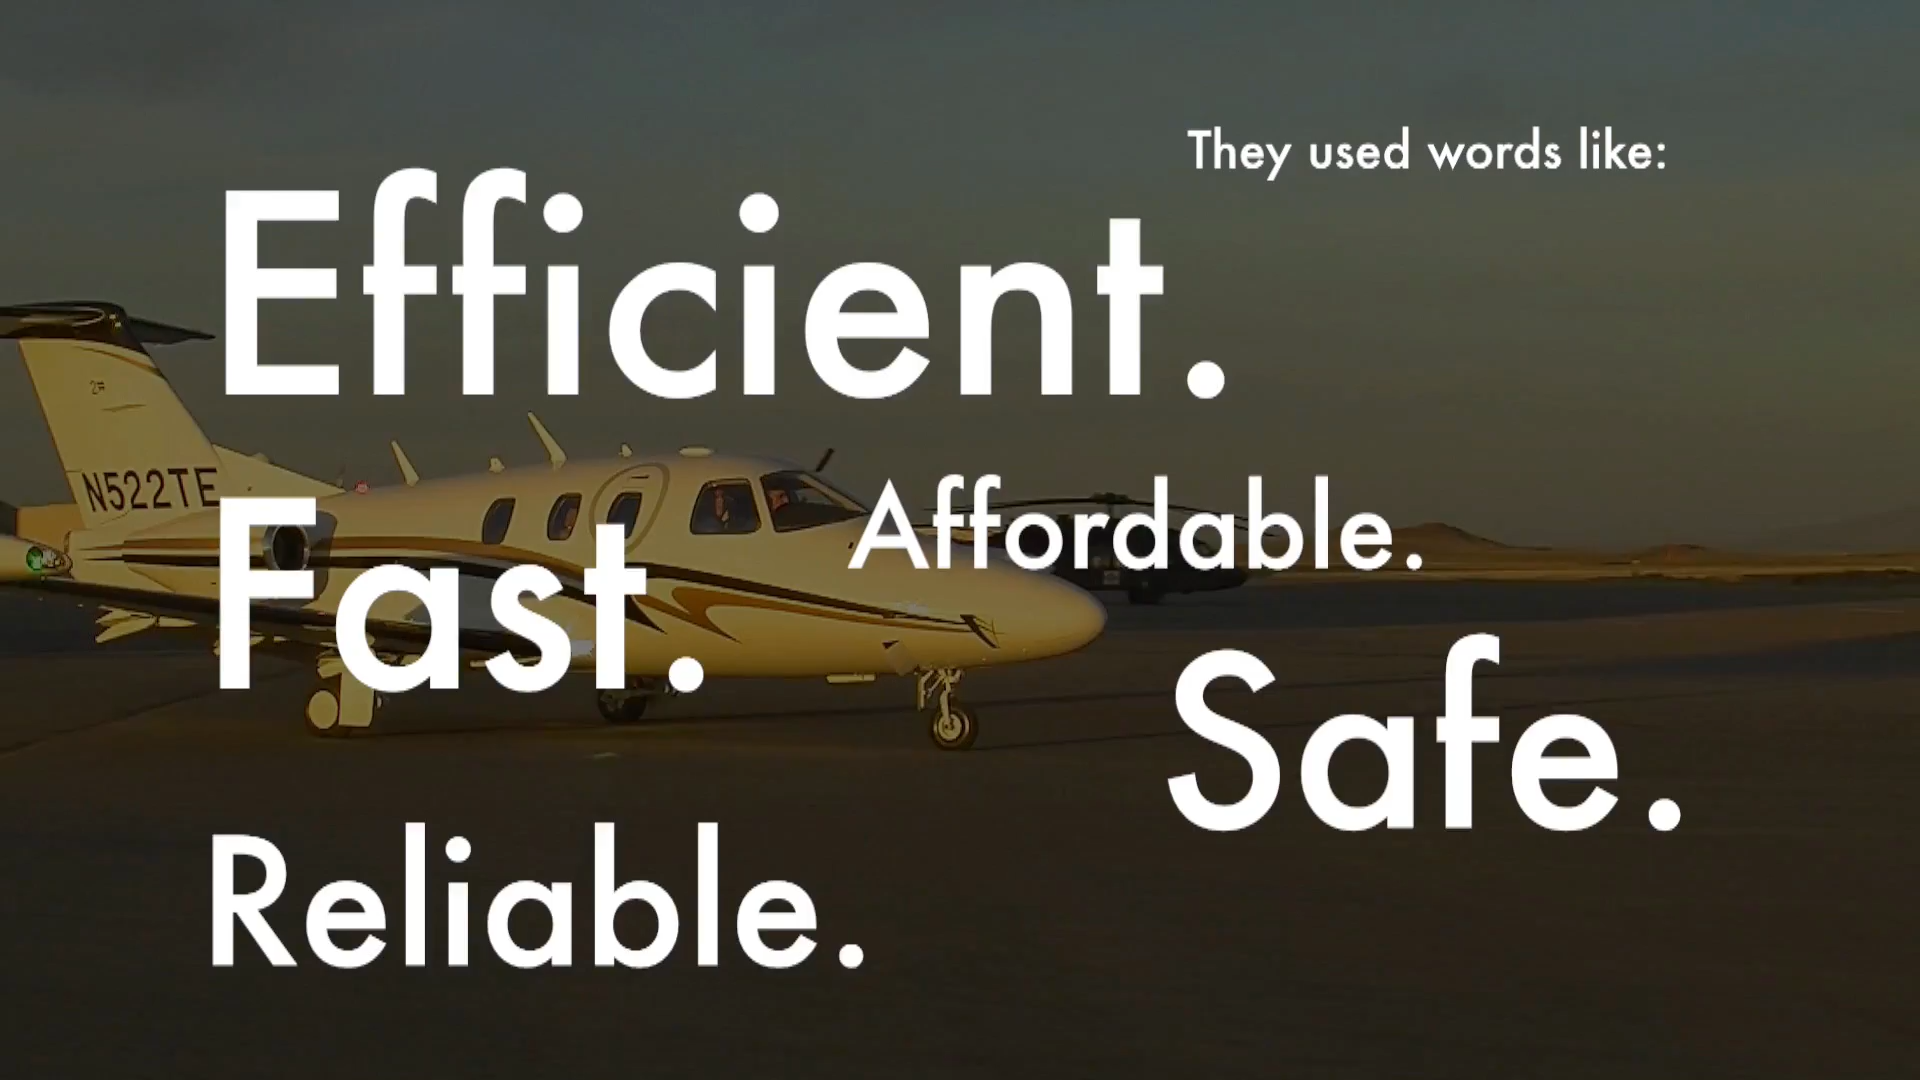 They used words like:
Efficient.
N522TE
Fast.
Affordable.
Safe.
Reliable.